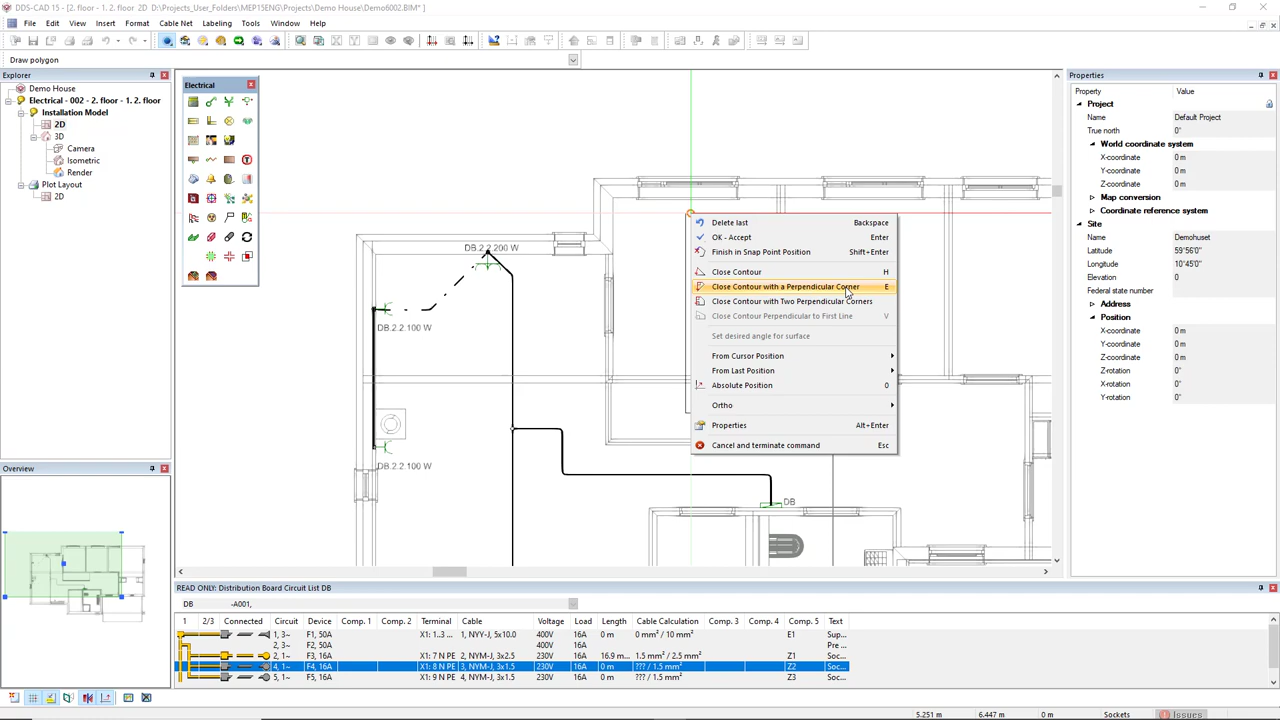 DDS-CAD 15 - [2. floor - 1. 2. floor  2D  D:\Projects_User_Folders\MEP15ENG\Projects\Demo House\Demo6002.BIM* ]
File Edit View Insert Format Cable Net Labeling Tools Window Help
Draw polygon
Explorer
Demo House
Electrical - 002 - 2. floor - 1. 2. floor
Installation Model
2D
3D
Camera
Isometric
Render
Plot Layout
2D
Overview
Electrical
DB.2.2.200 W
DB.2.2.100 W
DB.2.2.100 W
DB
Delete last Backspace
OK - Accept Enter
Finish in Snap Point Position Shift+Enter
Close Contour H
Close Contour with a Perpendicular Corner E
Close Contour with Two Perpendicular Corners
Close Contour Perpendicular to First Line V
Set desired angle for surface
From Cursor Position
From Last Position
Absolute Position 0
Ortho
Properties Alt+Enter
Cancel and terminate command Esc
Properties
Property Value
Project
Name Default Project
True north 0°
World coordinate system
X-coordinate 0 m
Y-coordinate 0 m
Z-coordinate 0 m
Map conversion
Coordinate reference system
Site
Name Demohuset
Latitude 59°56'0"
Longitude 10°45'0"
Elevation 0
Federal state number
Address
Position
X-coordinate 0 m
Y-coordinate 0 m
Z-coordinate 0 m
Z-rotation 0°
X-rotation 0°
Y-rotation 0°
READ ONLY: Distribution Board Circuit List DB
DB -A001,
1 2/3 Connected Circuit Device Comp. 1 Comp. 2 Terminal Cable Voltage Load Length Cable Calculation Comp. 3 Comp. 4 Comp. 5 Text
1, 3~ F1, 50A X1: 1..3 ... 1, NYY-J, 5x10.0 400V 16A 0 m 0 mm² / 10 mm² E1 Sup...
2, 3~ F2, 50A 400V 16A Pre ...
2, 1~ F3, 16A X1: 7 N PE 2, NYM-J, 3x2.5 230V 16A 16.9 m... 1.5 mm² / 2.5 mm² Z1 Soc...
4, 1~ F4, 16A X1: 8 N PE 3, NYM-J, 3x1.5 230V 16A 0 m ??? / 1.5 mm² Z2 Soc...
5, 1~ F5, 16A X1: 9 N PE 4, NYM-J, 3x1.5 230V 16A 0 m ??? / 1.5 mm² Z3 Soc...
5.251 m 6.447 m 0 m Sockets Issues